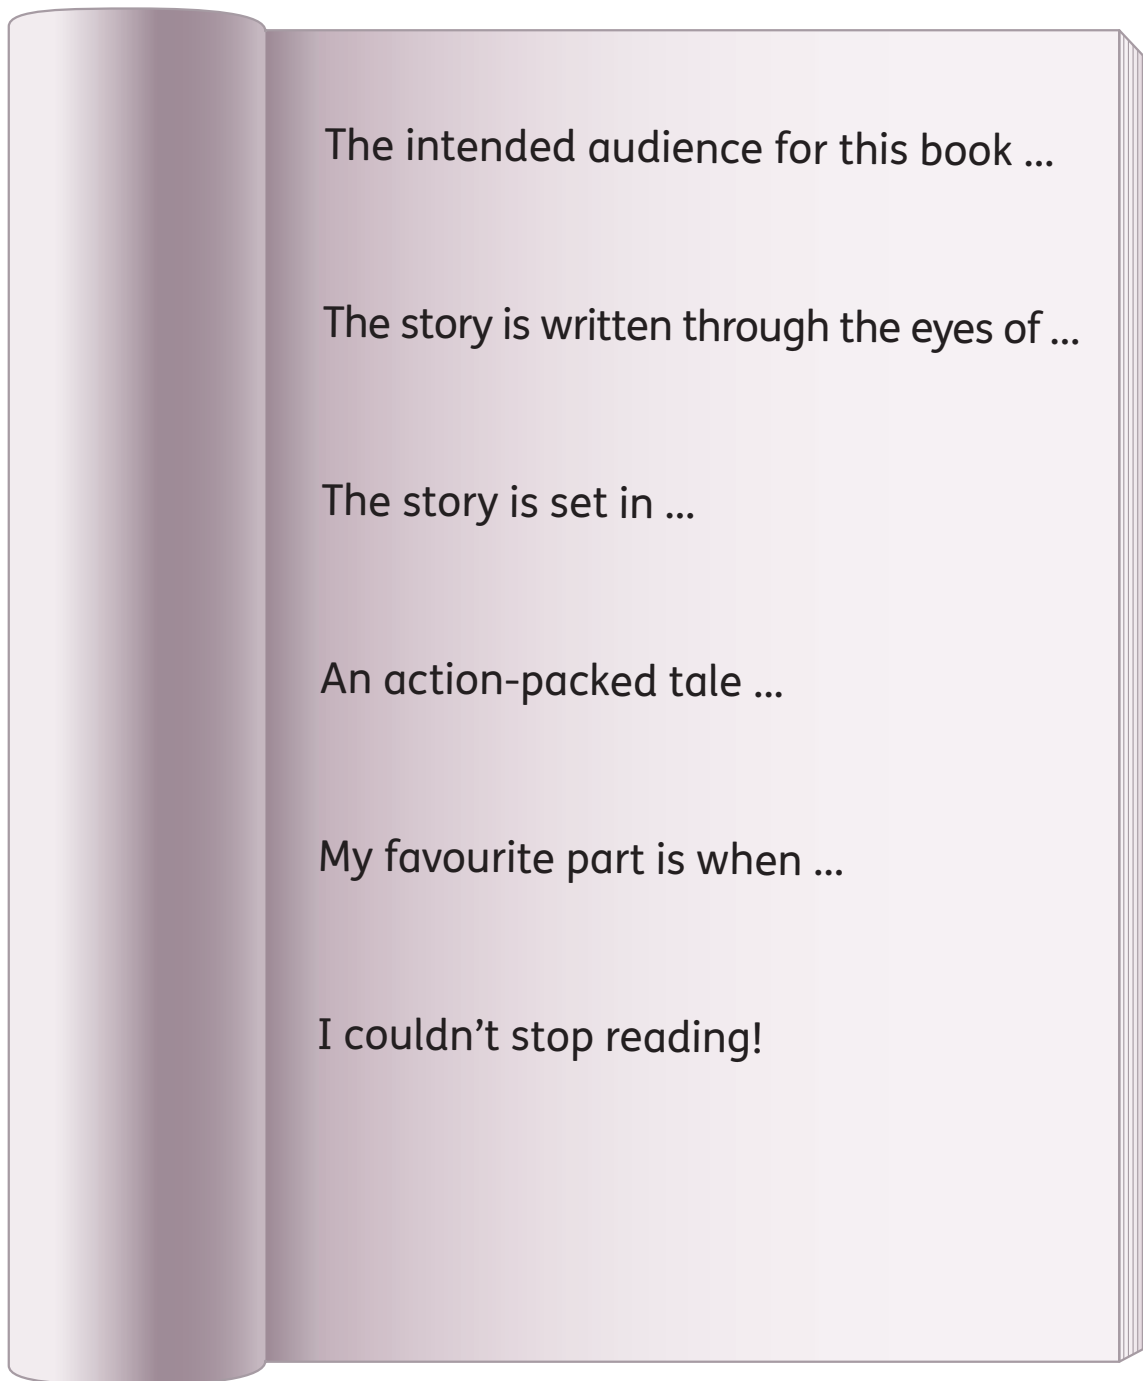 The intended audience for this book ...
The story is written through the eyes of ...
The story is set in ...
An action-packed tale ...
My favourite part is when ...
I couldn’t stop reading!